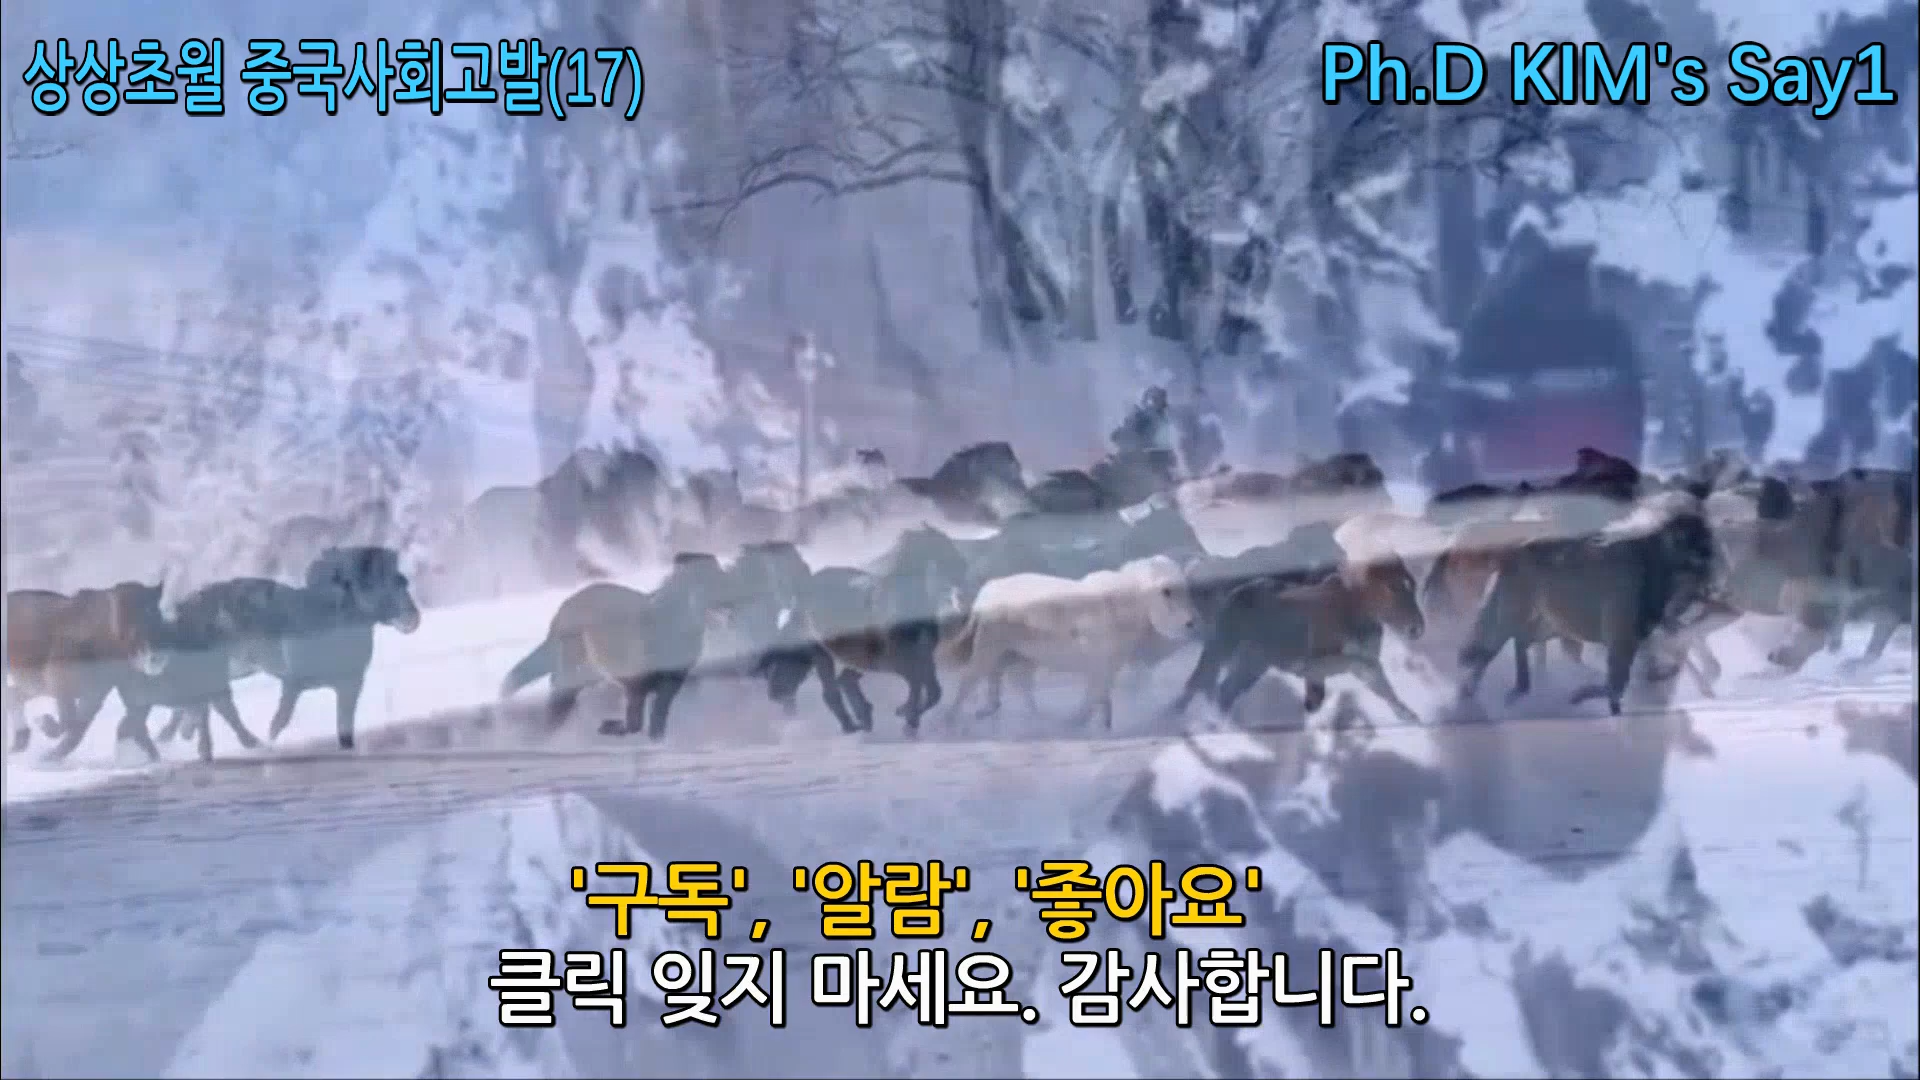 상상초월 중국사회고발(17)
Ph.D KIM's Say1
'구독', '알람', '좋아요'
클릭 잊지 마세요. 감사합니다.